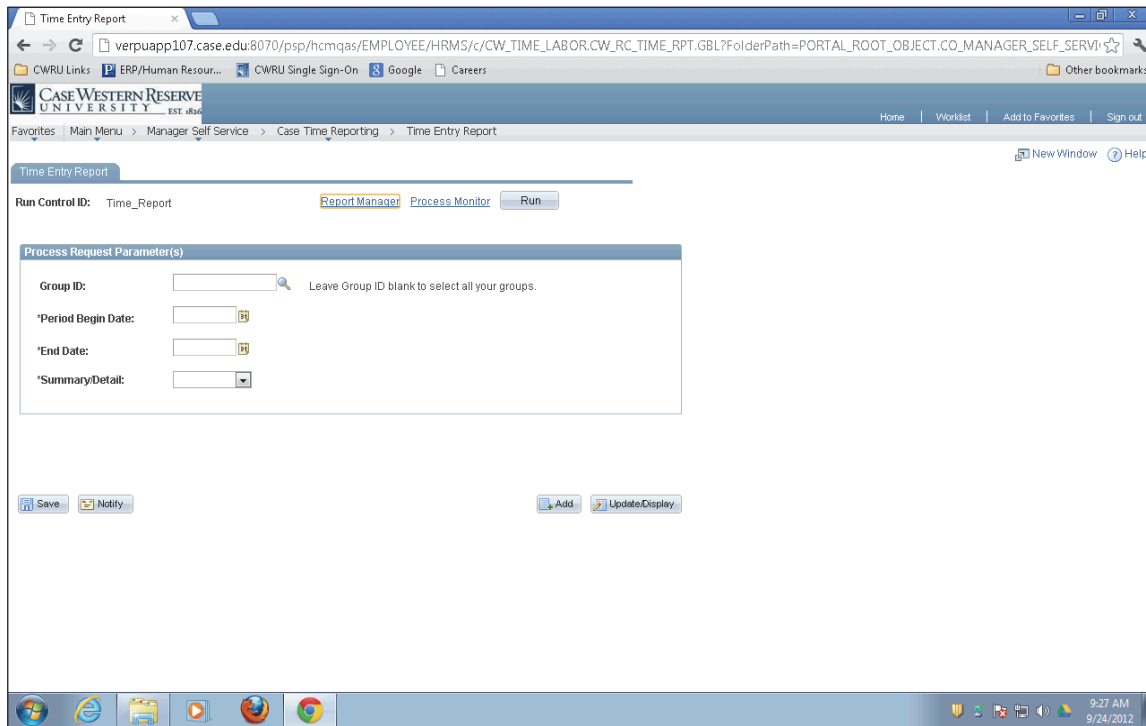 Time Entry Report
verpuapp107.case.edu:8070/psp/hcmqas/EMPLOYEE/HRMS/c/CW_TIME_LABOR.CW_RC_TIME_RPT.GBL?FolderPath=PORTAL_ROOT_OBJECT.CO_MANAGER_SELF_SERVI
CWRU Links ERP/Human Resour... CWRU Single Sign-On Google Careers Other bookmarks
CASE WESTERN RESERVE
UNIVERSITY EST. 1826
Home | Worklist | Add to Favorites | Sign out
Favorites Main Menu > Manager Self Service > Case Time Reporting > Time Entry Report
New Window Help
Time Entry Report
Run Control ID: Time_Report Report Manager Process Monitor Run
Process Request Parameter(s)
Group ID: Leave Group ID blank to select all your groups.
*Period Begin Date:
*End Date:
*Summary/Detail:
Save Notify Add Update/Display
9:27 AM
9/24/2012